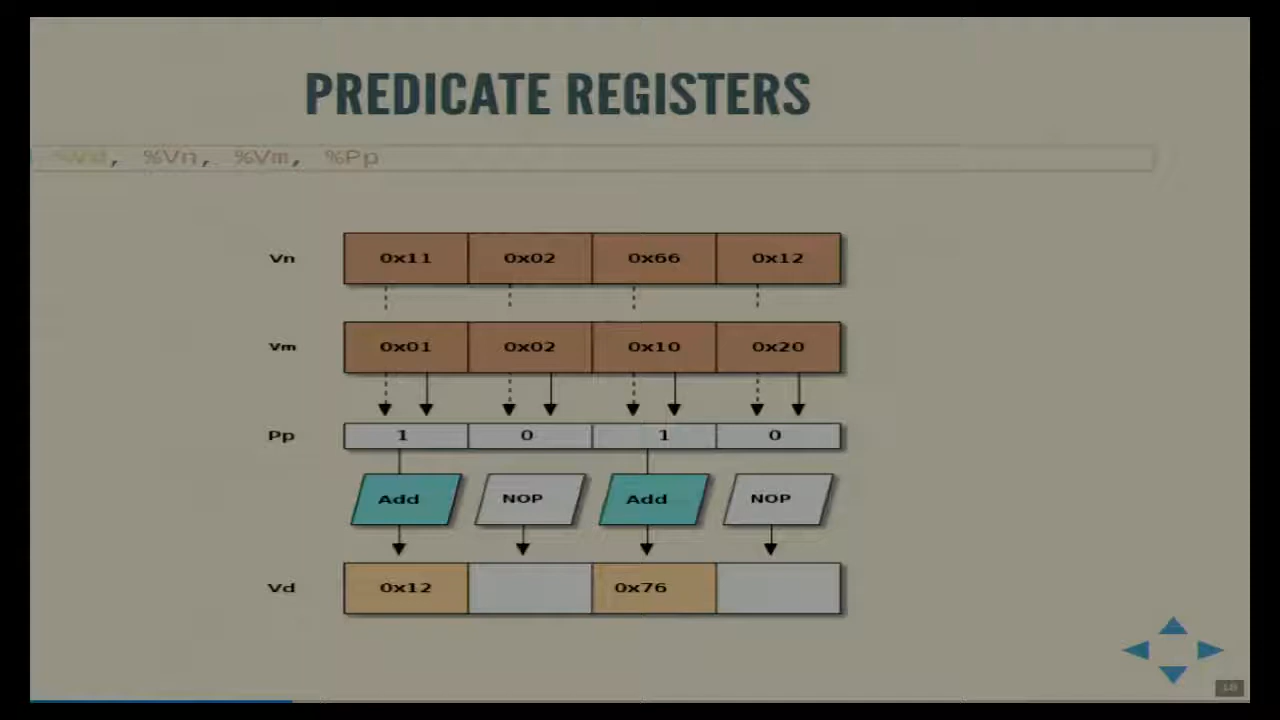 PREDICATE REGISTERS
%Vd, %Vn, %Vm, %Pp
Vn 0x11 0x02 0x66 0x12
Vm 0x01 0x02 0x10 0x20
Pp 1 0 1 0
Add NOP Add NOP
Vd 0x12 0x76